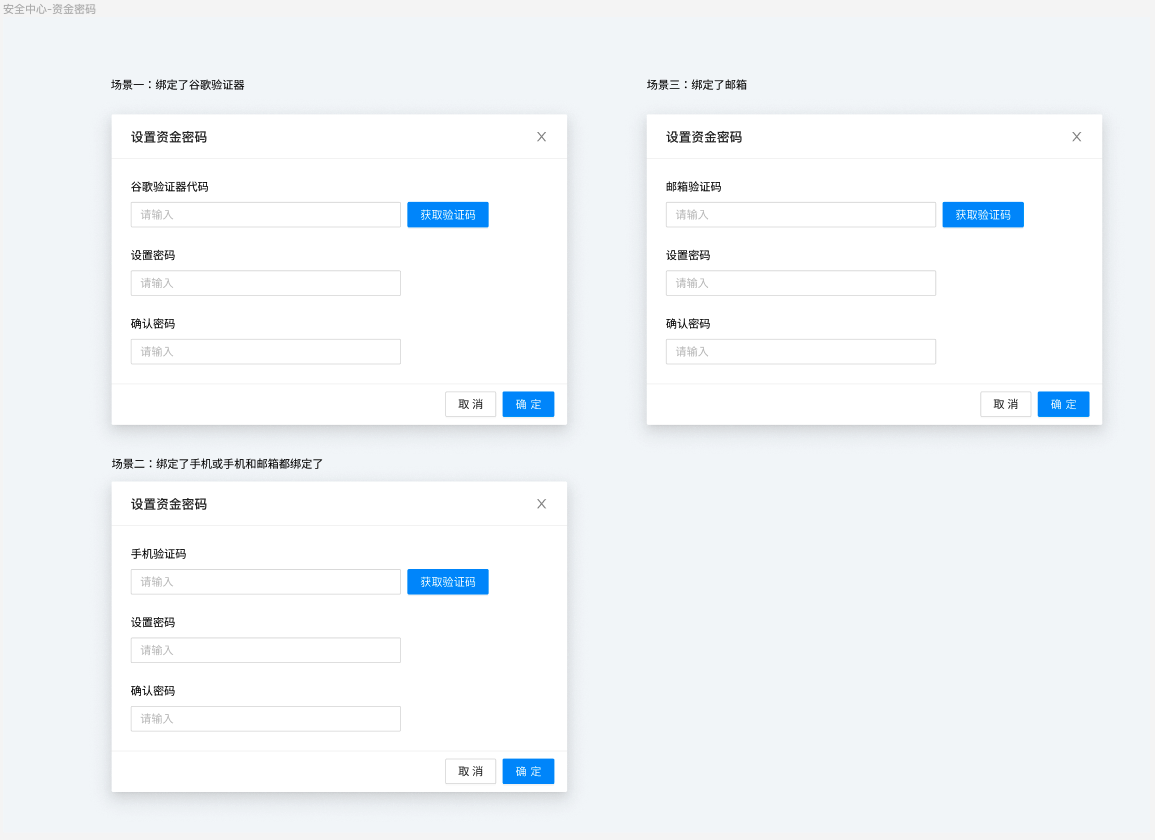 安全中心-资金密码
场景一：绑定了谷歌验证器
设置资金密码
谷歌验证器代码
请输入
获取验证码
设置密码
请输入
确认密码
请输入
取 消
确 定
场景三：绑定了邮箱
设置资金密码
邮箱验证码
请输入
获取验证码
设置密码
请输入
确认密码
请输入
取 消
确 定
场景二：绑定了手机或手机和邮箱都绑定了
设置资金密码
手机验证码
请输入
获取验证码
设置密码
请输入
确认密码
请输入
取 消
确 定